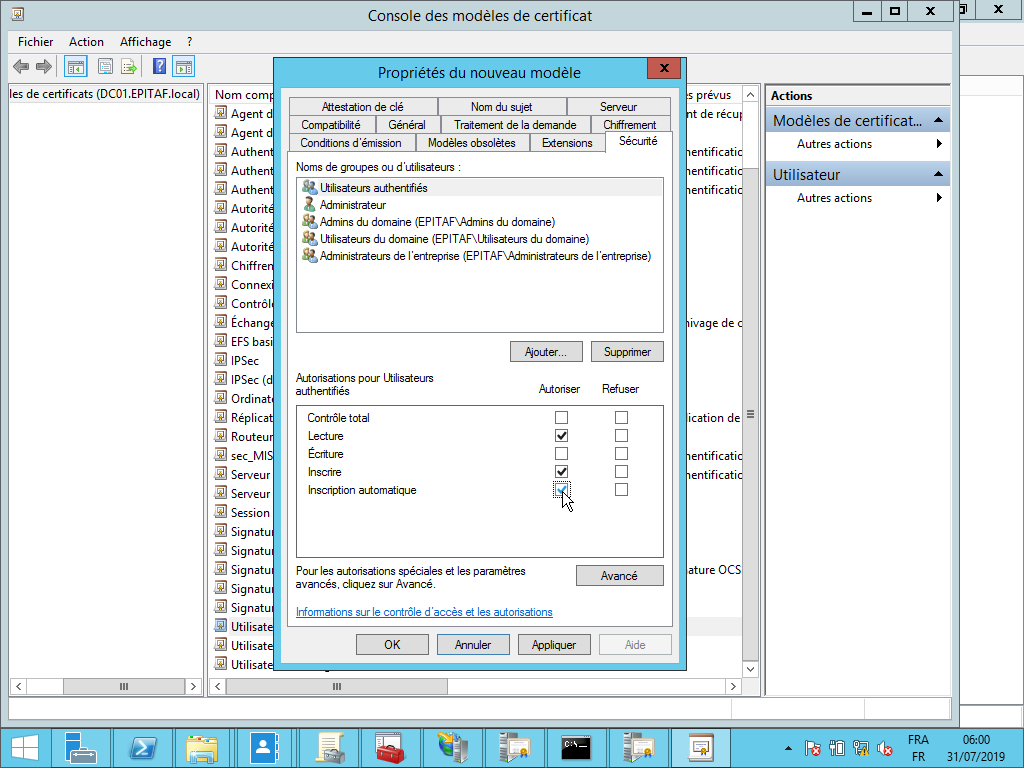 Console des modèles de certificat
Fichier Action Affichage ?
les de certificats (DC01.EPITAF.local)
Nom comp
s prévus
Agent d
nt de récup
Agent d
Authent
ntificatio
Authent
ntificatio
Authent
ntificatio
Autorité
Autorité
Autorité
Chiffren
Connexi
Contrôle
Échange
hivage de c
EFS basi
IPSec
IPSec (d
Ordinate
Réplicat
ication de
Routeur
sec_MIS
ntificatio
Serveur
ntificatio
Serveur
Session
Signatur
Signatur
Signatur
nature OCS
Signatur
Signatur
Utilisate
Utilisate
Utilisate
Propriétés du nouveau modèle
Attestation de clé Nom du sujet Serveur
Compatibilité Général Traitement de la demande Chiffrement
Conditions d'émission Modèles obsolètes Extensions Sécurité
Noms de groupes ou d'utilisateurs :
Utilisateurs authentifiés
Administrateur
Admins du domaine (EPITAF\Admins du domaine)
Utilisateurs du domaine (EPITAF\Utilisateurs du domaine)
Administrateurs de l'entreprise (EPITAF\Administrateurs de l'entreprise)
Ajouter... Supprimer
Autorisations pour Utilisateurs
authentifiés
Autoriser Refuser
Contrôle total
Lecture
Écriture
Inscrire
Inscription automatique
Pour les autorisations spéciales et les paramètres
avancés, cliquez sur Avancé.
Avancé
Informations sur le contrôle d'accès et les autorisations
OK Annuler Appliquer Aide
Actions
Modèles de certificat...
Autres actions
Utilisateur
Autres actions
FRA 06:00
FR 31/07/2019